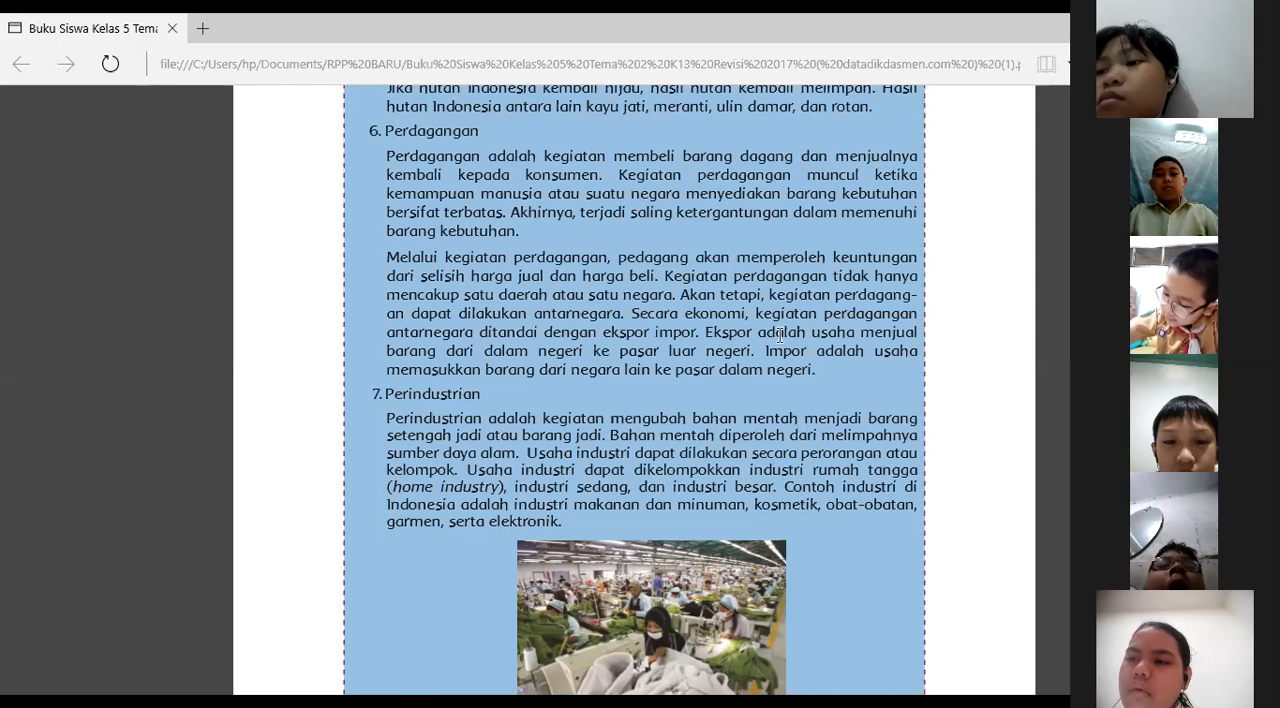 Buku Siswa Kelas 5 Tema
file:///C:/Users/hp/Documents/RPP%20BARU/Buku%20Siswa%20Kelas%205%20Tema%202%20K13%20Revisi%202017%20(%20datadikdasmen.com%20)%20(1).p
Jika hutan Indonesia kembali hijau, hasil hutan kembali melimpah. Hasil
hutan Indonesia antara lain kayu jati, meranti, ulin damar, dan rotan.
6. Perdagangan
Perdagangan adalah kegiatan membeli barang dagang dan menjualnya
kembali kepada konsumen. Kegiatan perdagangan muncul ketika
kemampuan manusia atau suatu negara menyediakan barang kebutuhan
bersifat terbatas. Akhirnya, terjadi saling ketergantungan dalam memenuhi
barang kebutuhan.
Melalui kegiatan perdagangan, pedagang akan memperoleh keuntungan
dari selisih harga jual dan harga beli. Kegiatan perdagangan tidak hanya
mencakup satu daerah atau satu negara. Akan tetapi, kegiatan perdagang-
an dapat dilakukan antarnegara. Secara ekonomi, kegiatan perdagangan
antarnegara ditandai dengan ekspor impor. Ekspor adalah usaha menjual
barang dari dalam negeri ke pasar luar negeri. Impor adalah usaha
memasukkan barang dari negara lain ke pasar dalam negeri.
7. Perindustrian
Perindustrian adalah kegiatan mengubah bahan mentah menjadi barang
setengah jadi atau barang jadi. Bahan mentah diperoleh dari melimpahnya
sumber daya alam. Usaha industri dapat dilakukan secara perorangan atau
kelompok. Usaha industri dapat dikelompokkan industri rumah tangga
(home industry), industri sedang, dan industri besar. Contoh industri di
Indonesia adalah industri makanan dan minuman, kosmetik, obat-obatan,
garmen, serta elektronik.